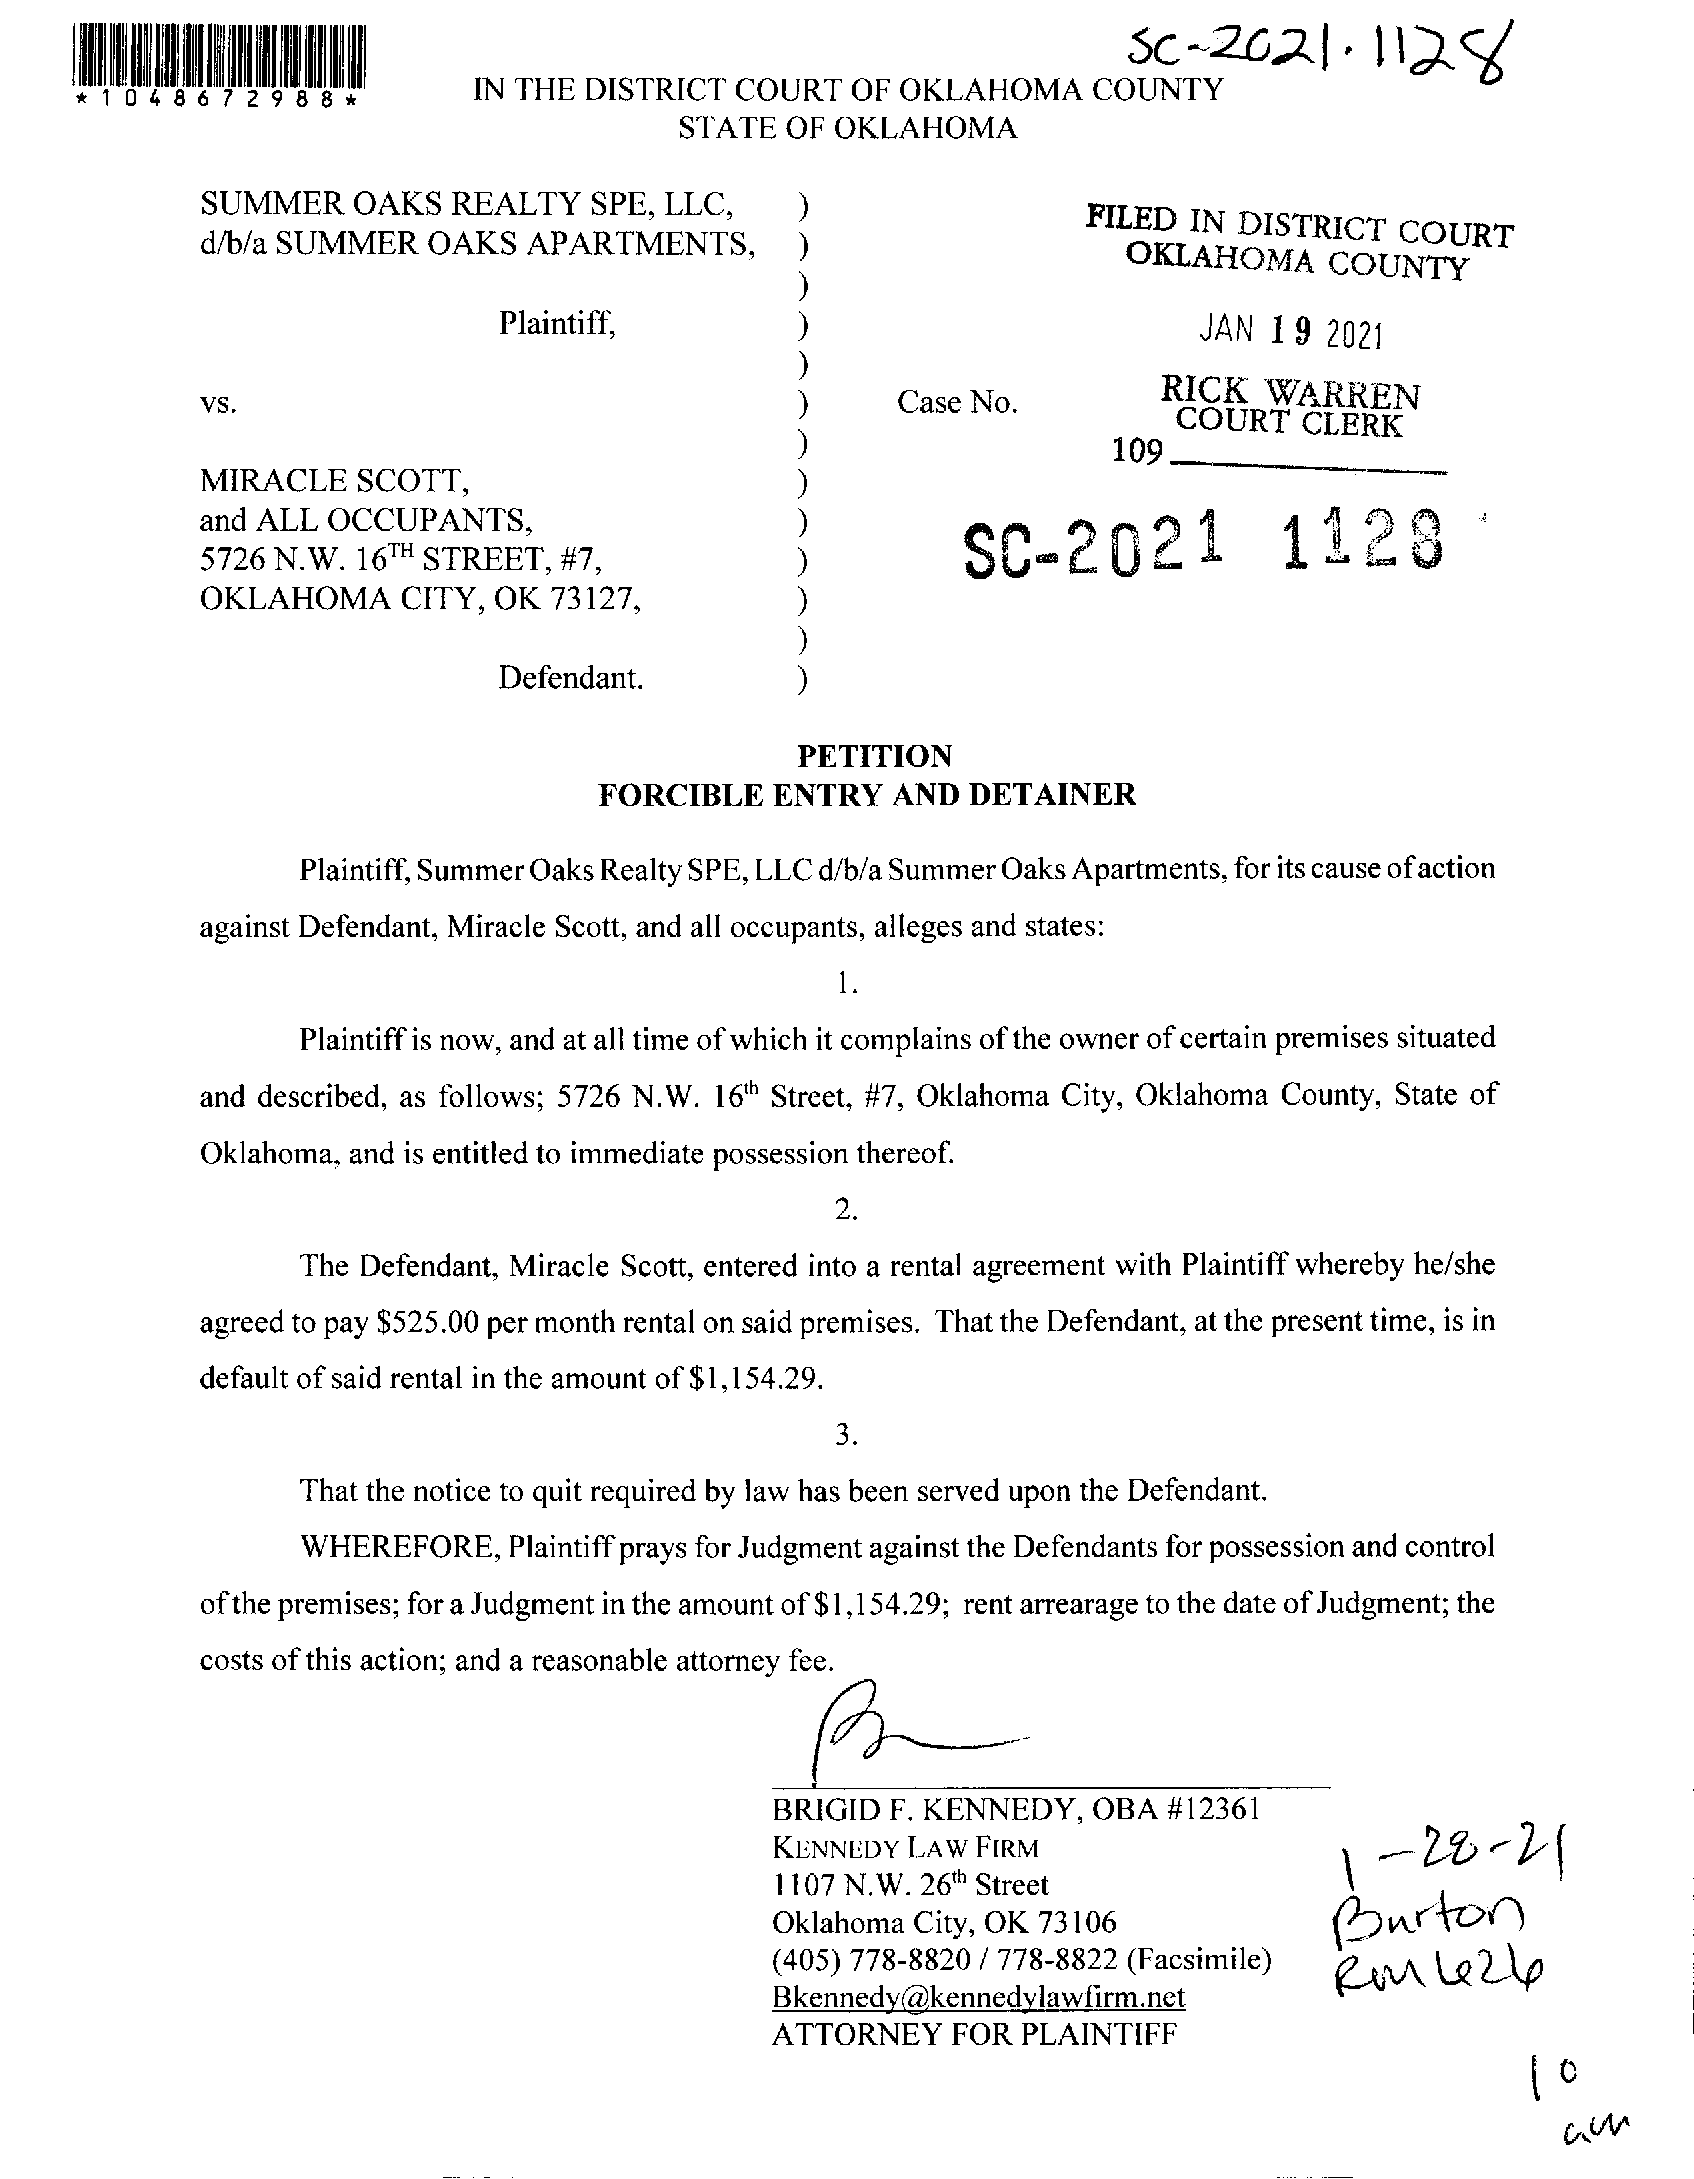 SC-2021-1128
*1048672988*
IN THE DISTRICT COURT OF OKLAHOMA COUNTY
STATE OF OKLAHOMA
SUMMER OAKS REALTY SPE, LLC, )
d/b/a SUMMER OAKS APARTMENTS, )
)
Plaintiff, )
)
vs. ) Case No.
)
MIRACLE SCOTT, )
and ALL OCCUPANTS, )
5726 N.W. 16TH STREET, #7, )
OKLAHOMA CITY, OK 73127, )
)
Defendant. )
FILED IN DISTRICT COURT
OKLAHOMA COUNTY
JAN 19 2021
RICK WARREN
COURT CLERK
109
SC-2021 1128
PETITION
FORCIBLE ENTRY AND DETAINER
Plaintiff, Summer Oaks Realty SPE, LLC d/b/a Summer Oaks Apartments, for its cause of action
against Defendant, Miracle Scott, and all occupants, alleges and states:
1.
Plaintiff is now, and at all time of which it complains of the owner of certain premises situated
and described, as follows; 5726 N.W. 16th Street, #7, Oklahoma City, Oklahoma County, State of
Oklahoma, and is entitled to immediate possession thereof.
2.
The Defendant, Miracle Scott, entered into a rental agreement with Plaintiff whereby he/she
agreed to pay $525.00 per month rental on said premises. That the Defendant, at the present time, is in
default of said rental in the amount of $1,154.29.
3.
That the notice to quit required by law has been served upon the Defendant.
WHEREFORE, Plaintiff prays for Judgment against the Defendants for possession and control
of the premises; for a Judgment in the amount of $1,154.29; rent arrearage to the date of Judgment; the
costs of this action; and a reasonable attorney fee.
BRIGID F. KENNEDY, OBA #12361
KENNEDY LAW FIRM
1107 N.W. 26th Street
Oklahoma City, OK 73106
(405) 778-8820 / 778-8822 (Facsimile)
Bkennedy@kennedylawfirm.net
ATTORNEY FOR PLAINTIFF
1-28-21
Burton
Rm 626
10
am